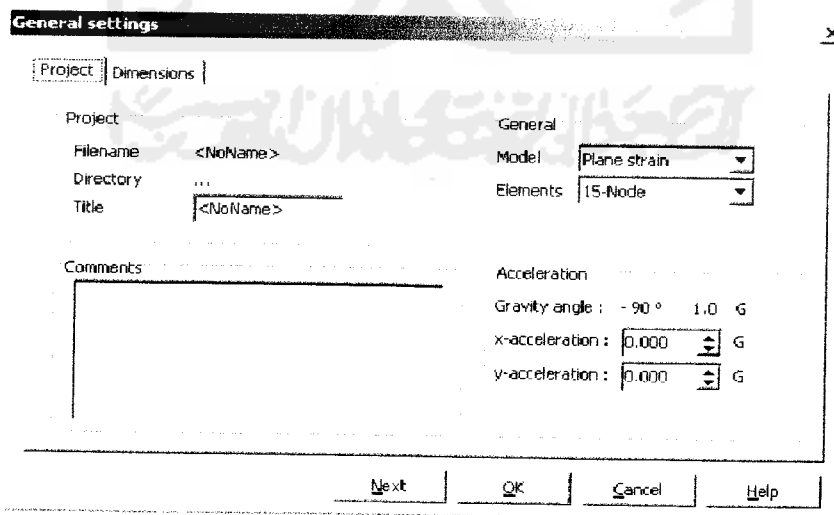 General settings
Project
Dimensions
Project
Filename <NoName>
Directory ...
Title <NoName>
General
Model Plane strain
Elements 15-Node
Comments
Acceleration
Gravity angle : - 90 ° 1.0 G
x-acceleration : 0.000 G
y-acceleration : 0.000 G
Next
OK
Cancel
Help